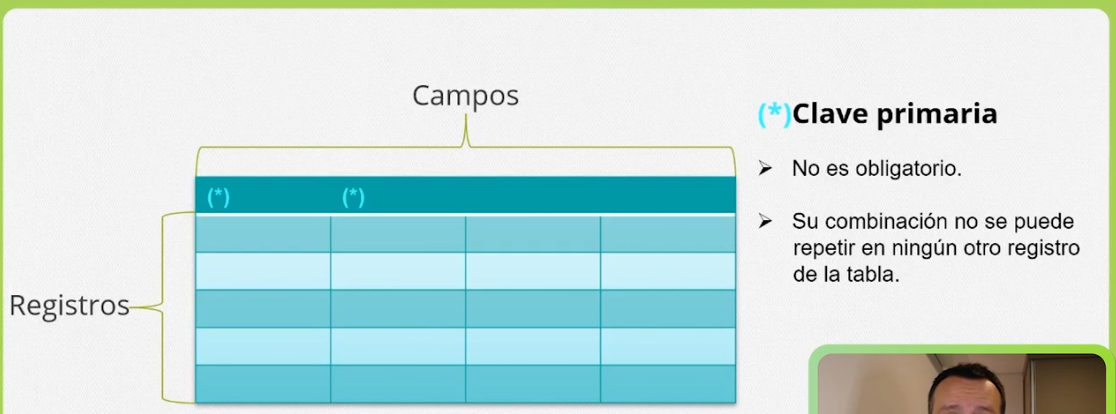 Campos
(*)Clave primaria
➢ No es obligatorio.
(*) (*)
➢ Su combinación no se puede
repetir en ningún otro registro
de la tabla.
Registros